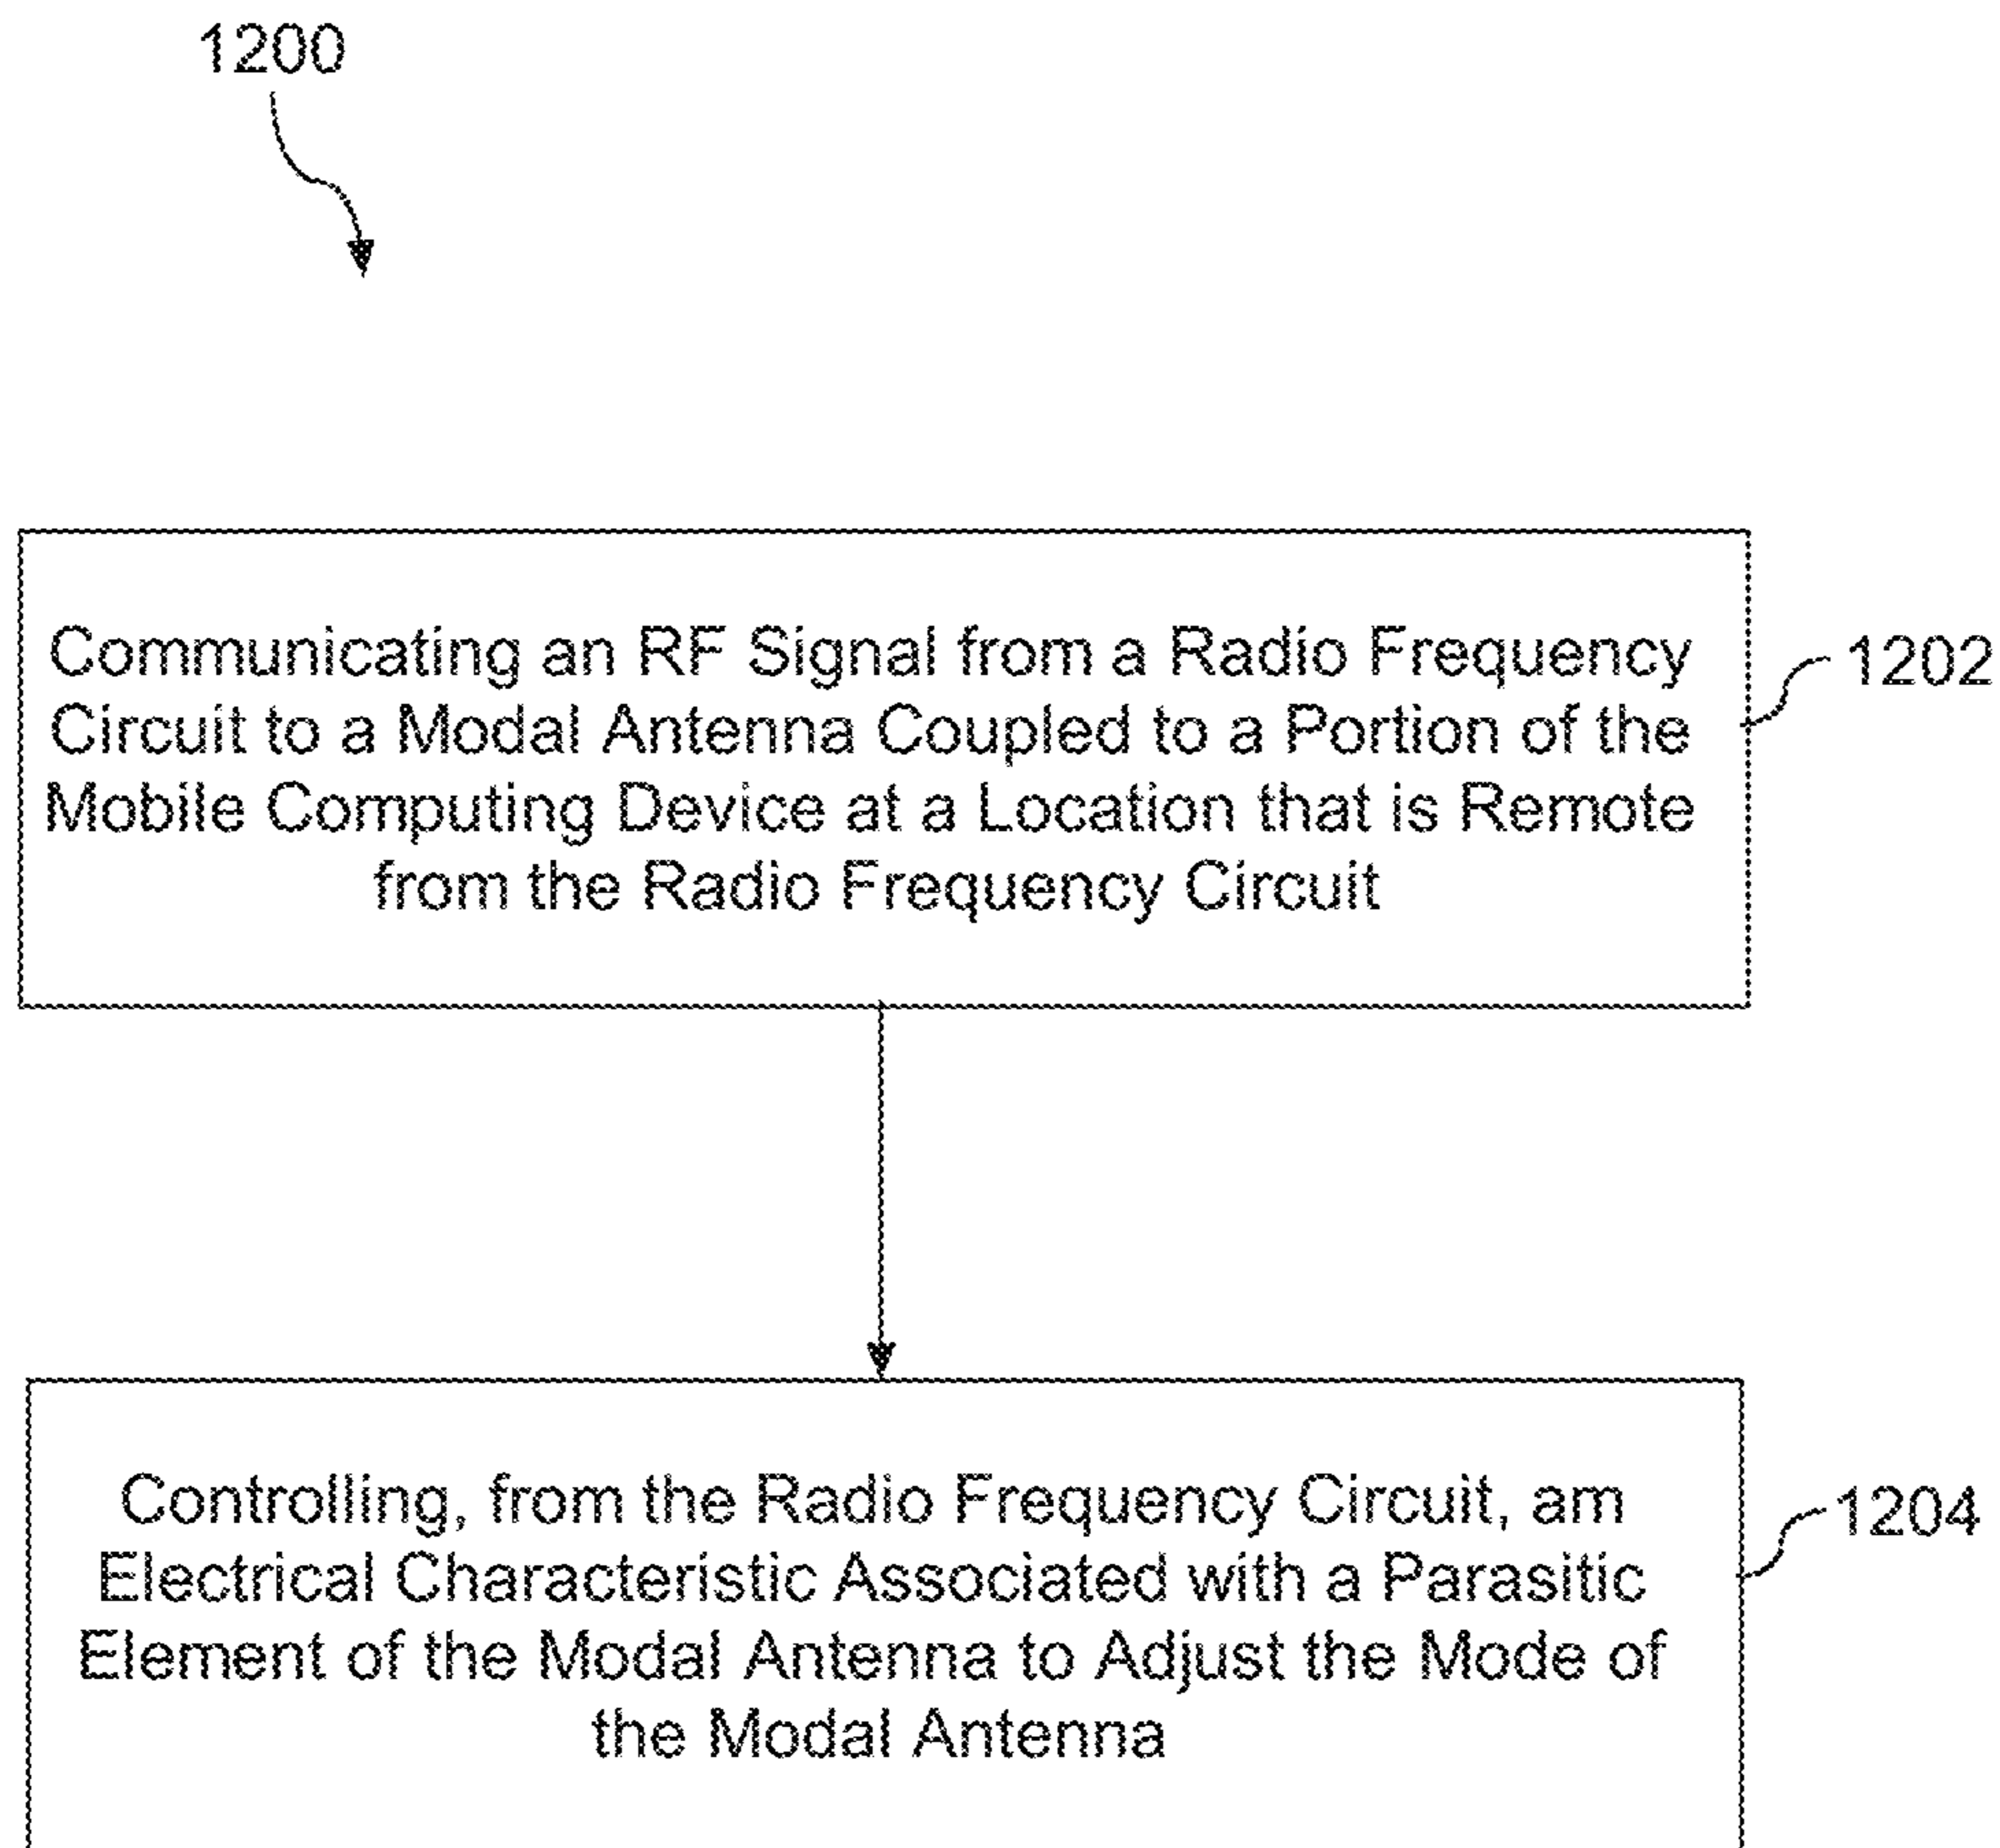 1200
Communicating an RF Signal from a Radio Frequency
Circuit to a Modal Antenna Coupled to a Portion of the
Mobile Computing Device at a Location that is Remote
from the Radio Frequency Circuit
1202
Controlling, from the Radio Frequency Circuit, am
Electrical Characteristic Associated with a Parasitic
Element of the Modal Antenna to Adjust the Mode of
the Modal Antenna
1204